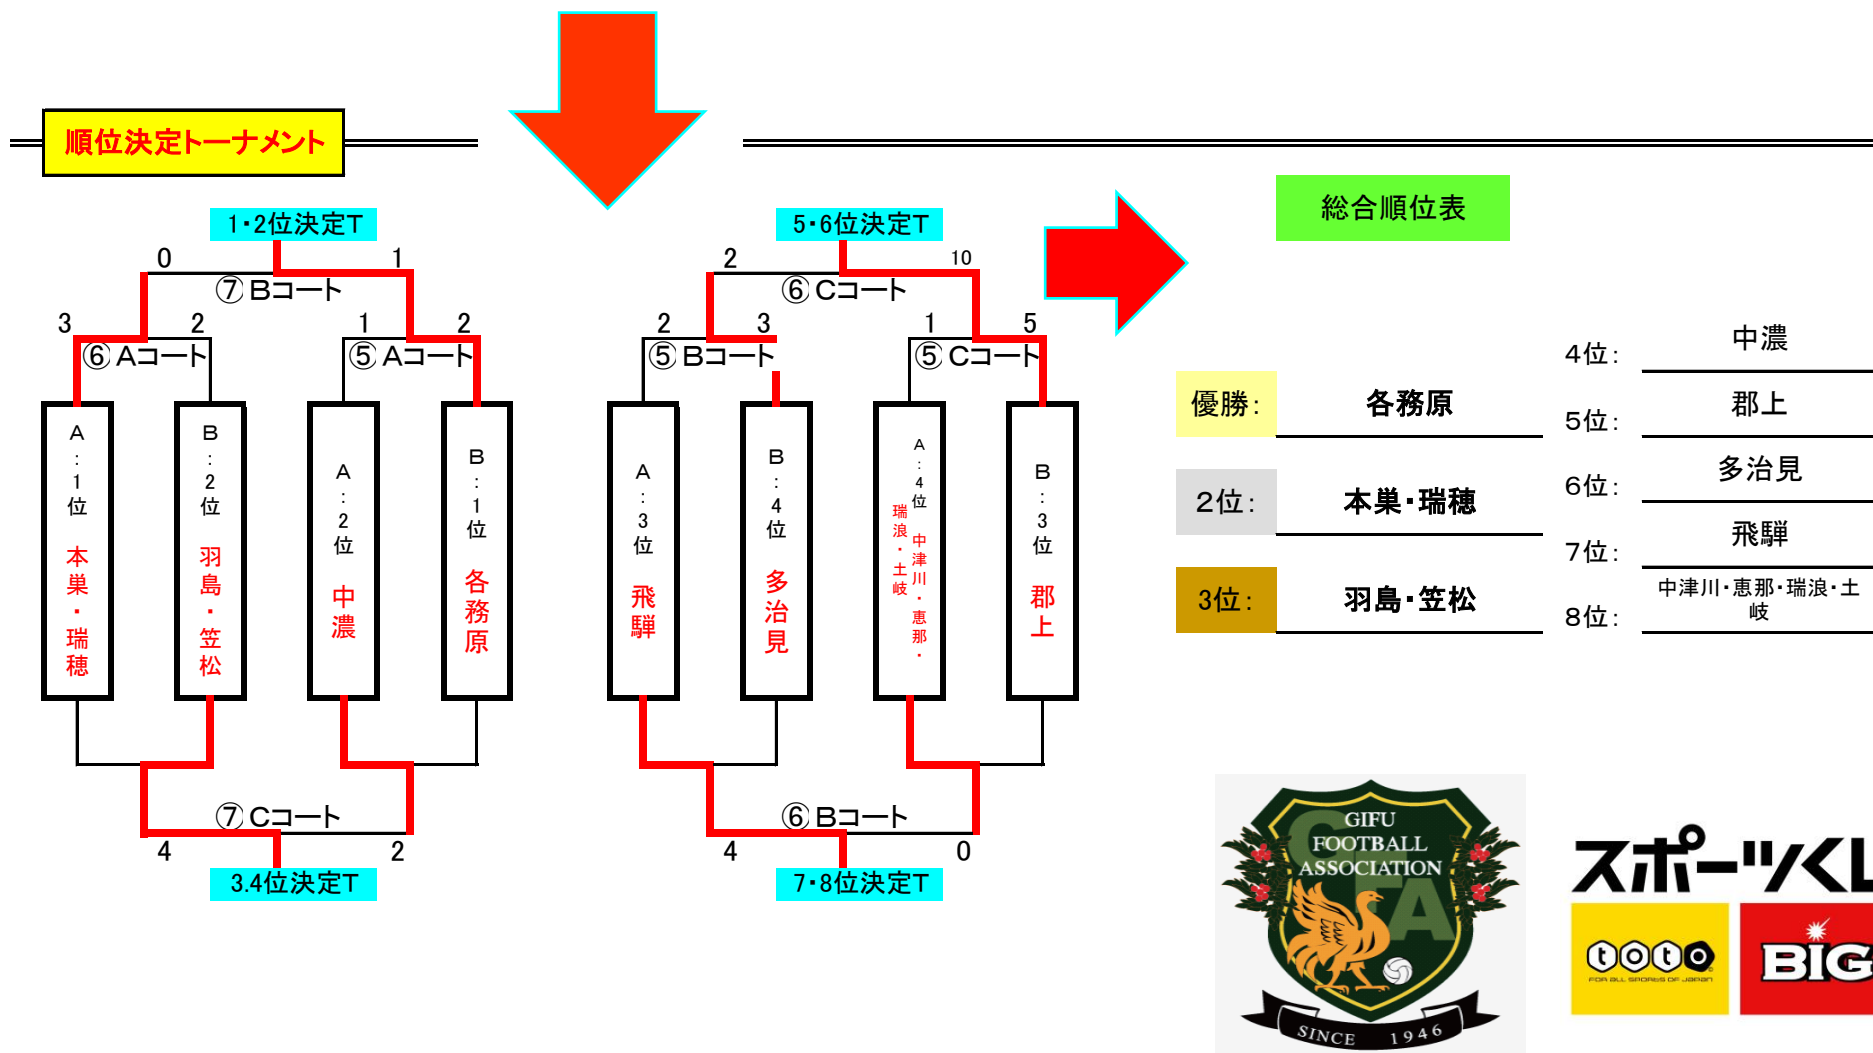 順位決定トーナメント
1・2位決定T
0
1
⑦Bコート
3
2
1
2
⑥Aコート
⑤Aコート
A:1位 本巣・瑞穂
B:2位 羽島・笠松
A:2位 中濃
B:1位 各務原
⑦Cコート
4
2
3.4位決定T
5・6位決定T
2
10
⑥Cコート
2
3
1
5
⑤Bコート
⑤Cコート
A:3位 飛騨
B:4位 多治見
A:4位 中津川・恵那・
瑞浪・土岐
B:3位 郡上
⑥Bコート
4
0
7・8位決定T
総合順位表
優勝: 各務原
2位: 本巣・瑞穂
3位: 羽島・笠松
4位: 中濃
5位: 郡上
6位: 多治見
7位: 飛騨
8位: 中津川・恵那・瑞浪・土
岐
GFA
GIFU
FOOTBALL
ASSOCIATION
SINCE 1946
スポーツくじ
toto
FOR ALL SPORTS OF JAPAN
BIG